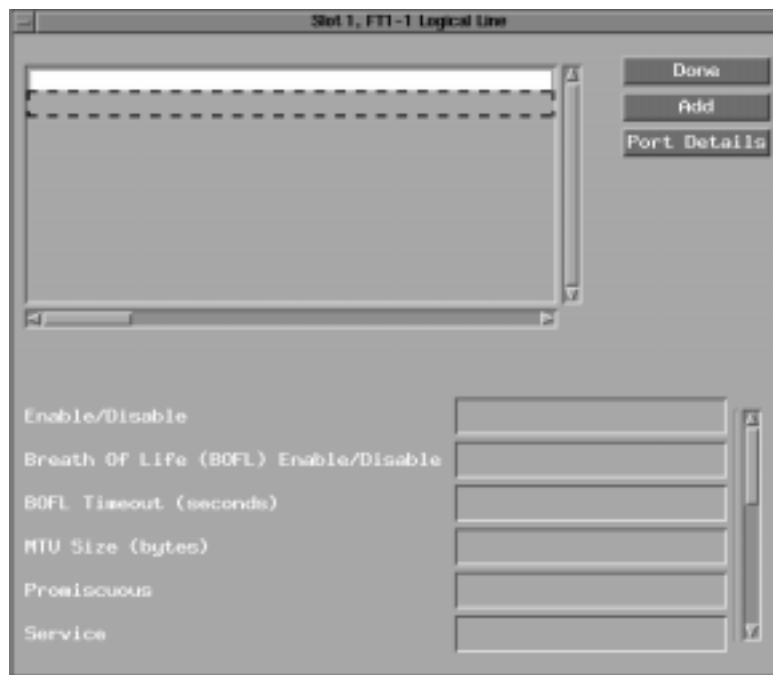 Slot 1, FT1-1 Logical Line
Done
Add
Port Details
Enable/Disable
Breath Of Life (BOFL) Enable/Disable
BOFL Timeout (seconds)
MTU Size (bytes)
Promiscuous
Service